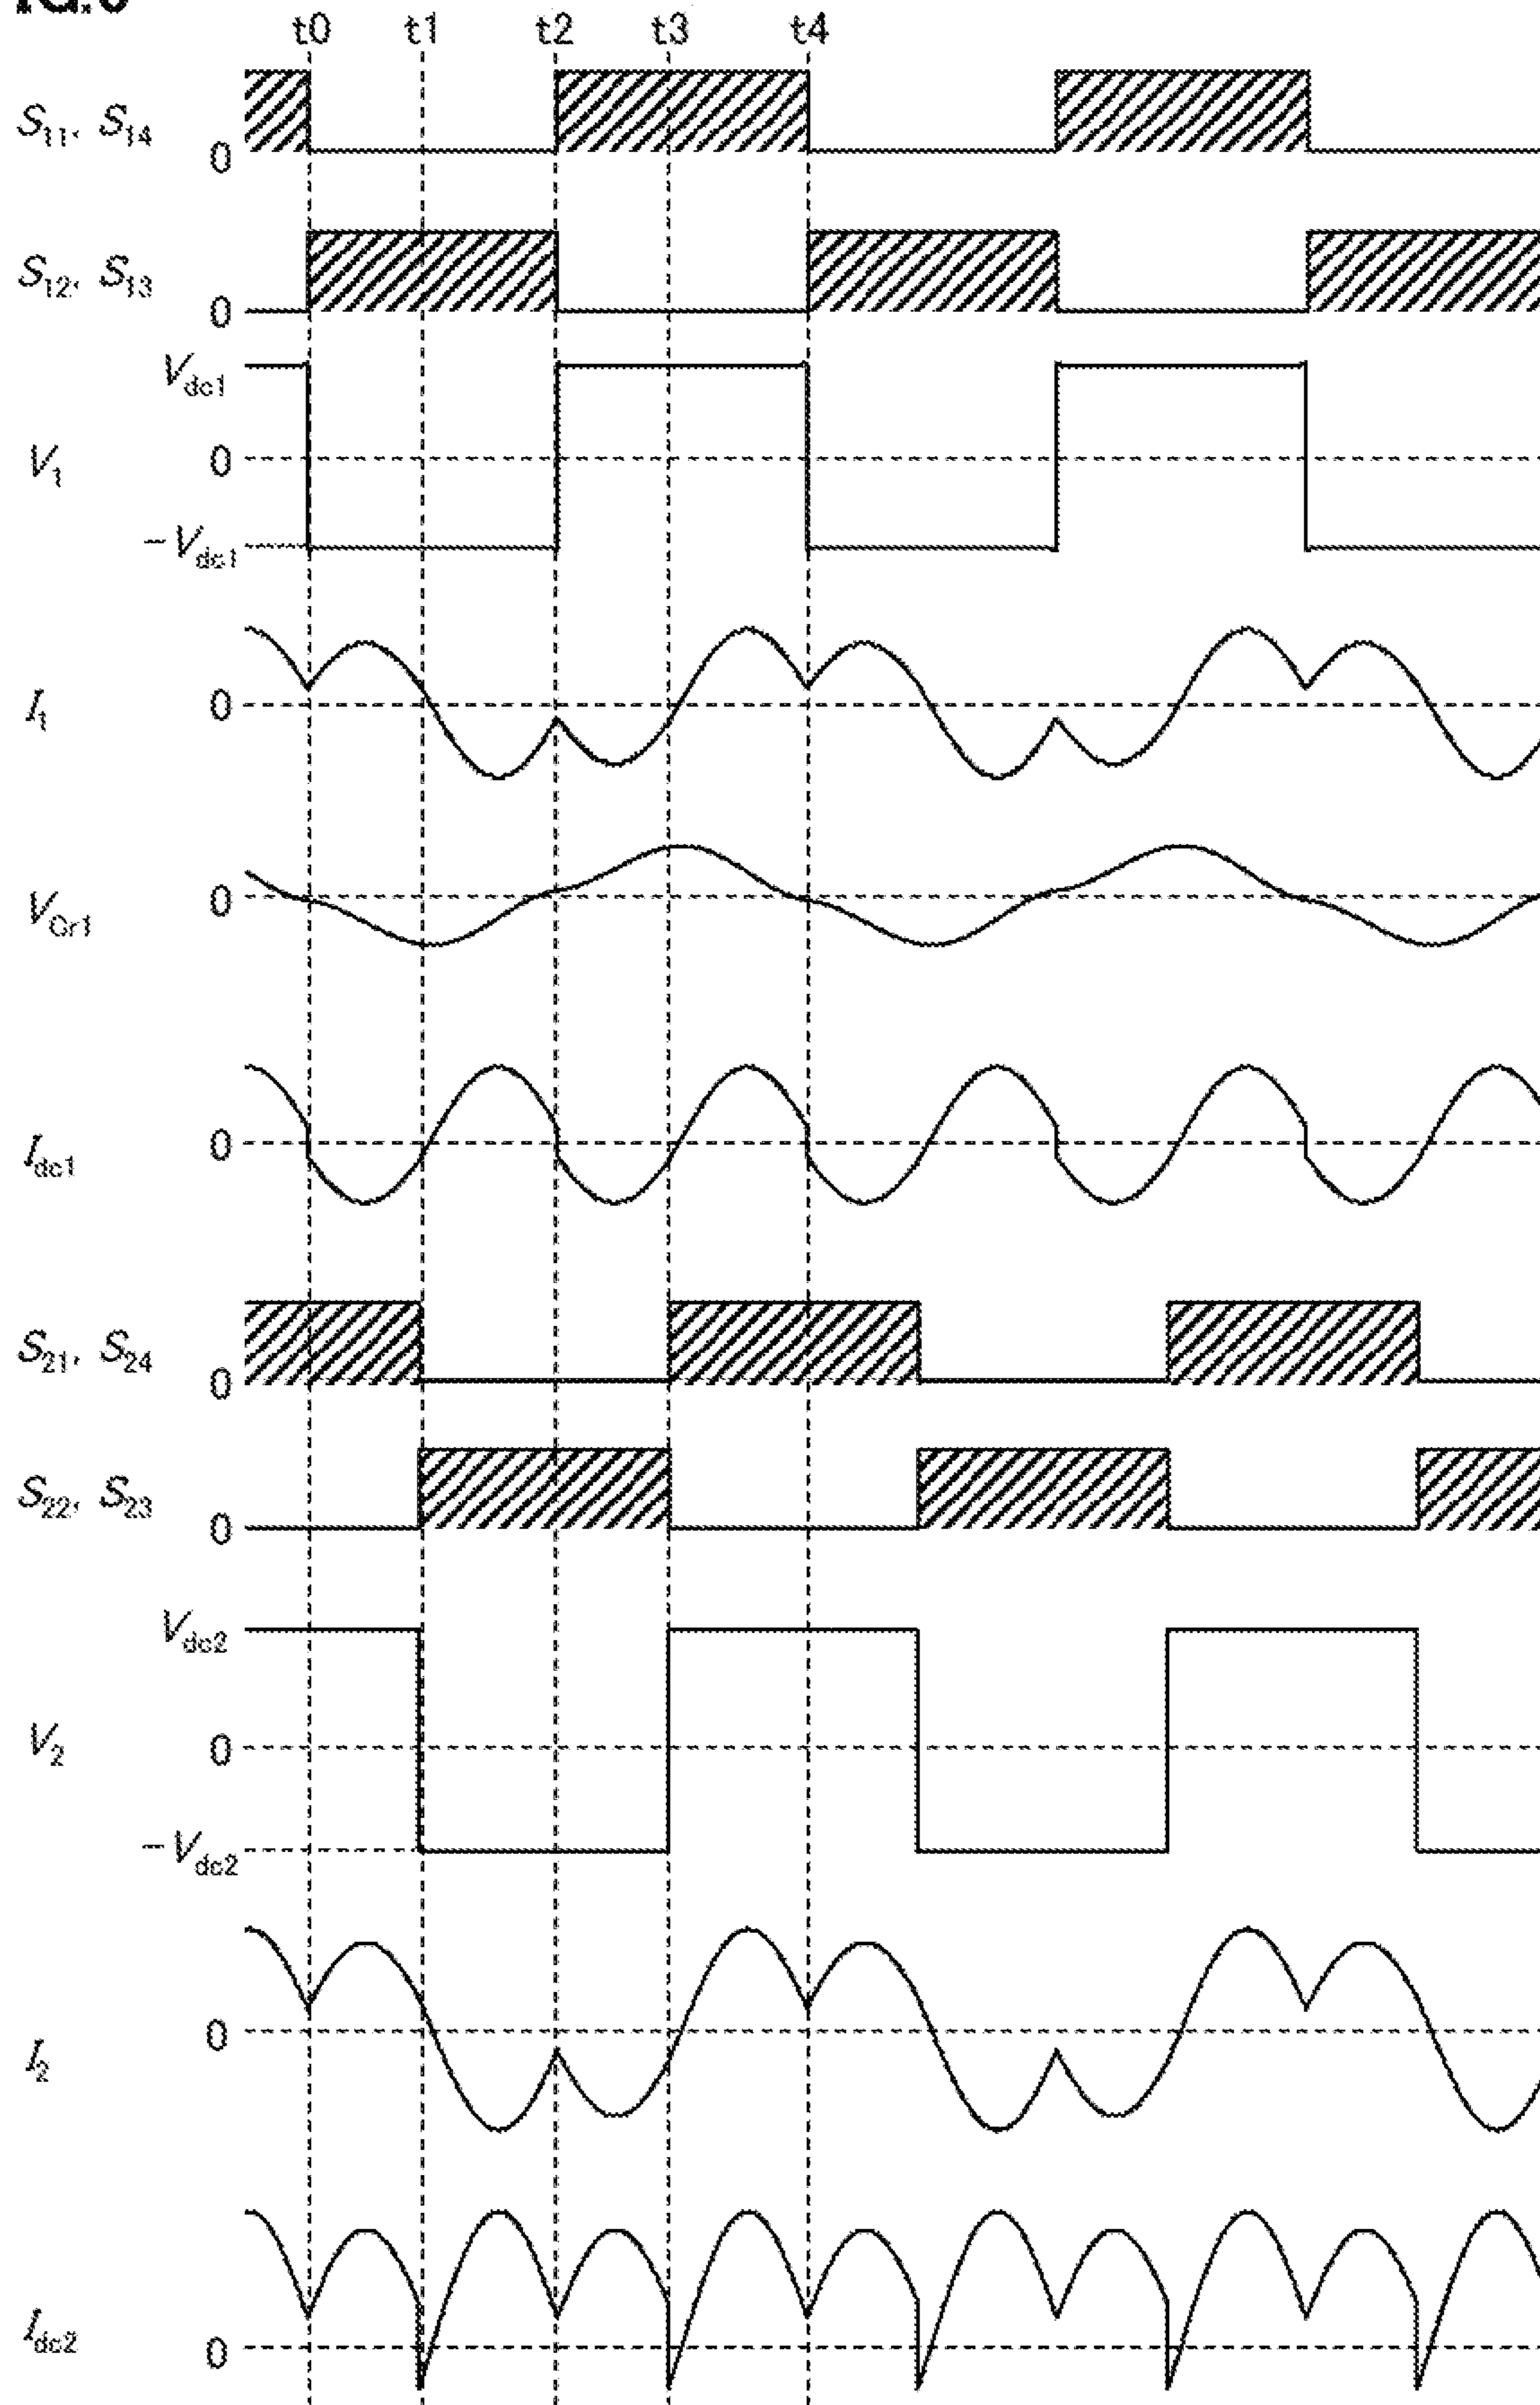 t0 t1 t2 t3 t4
S11, S14
0
S12, S13
0
Vdc1
V1 0
-Vdc1
I1 0
VCr1 0
Idc1 0
S21, S24
0
S22, S23
0
Vdc2
V2 0
-Vdc2
I2 0
Idc2 0